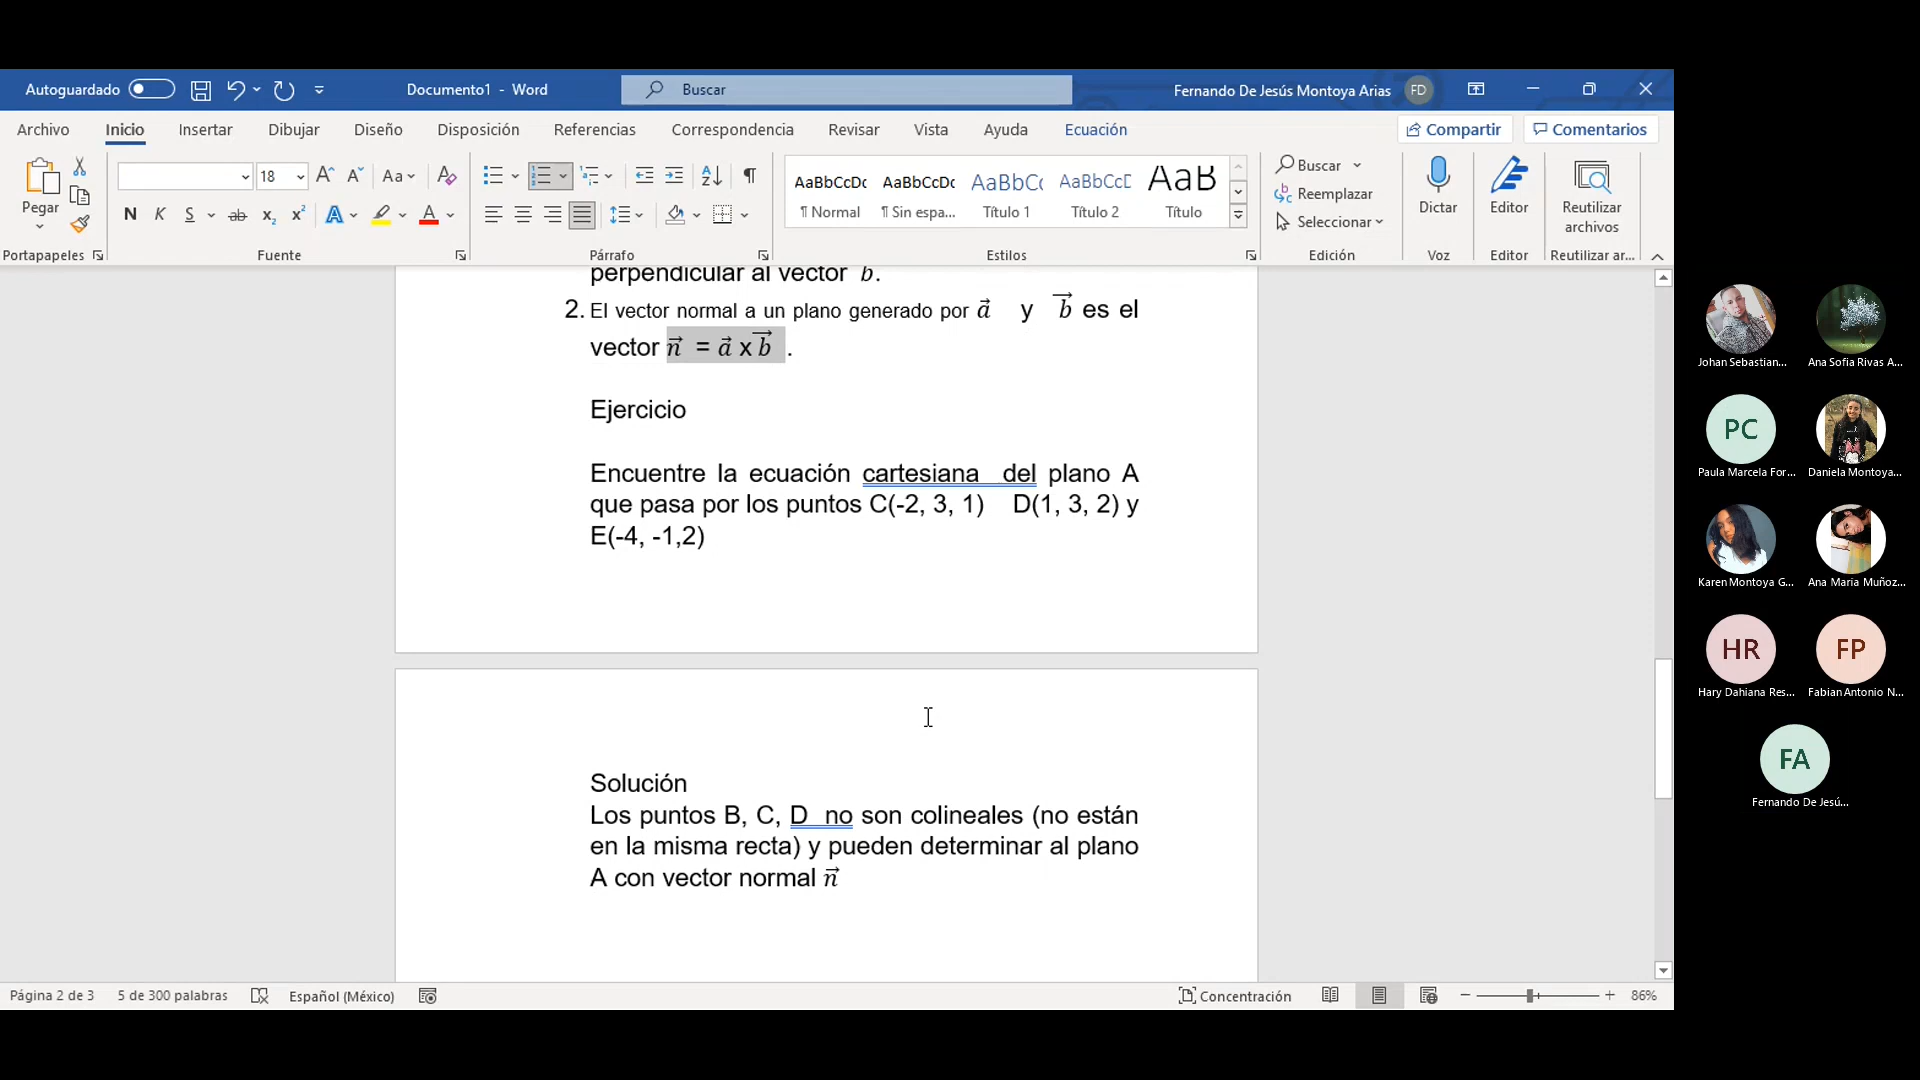 Autoguardado
Documento1 - Word
Buscar
Fernando De Jesús Montoya Arias
FD
Archivo Inicio Insertar Dibujar Diseño Disposición Referencias Correspondencia Revisar Vista Ayuda Ecuación
Compartir
Comentarios
Pegar
18
Aa
N K S ab x₂ x² A A
AaBbCcDc AaBbCcDc AaBbCc AaBbCcD AaB
¶ Normal ¶ Sin espa... Título 1 Título 2 Título
Buscar
Reemplazar
Seleccionar
Dictar
Editor
Reutilizar
archivos
Portapapeles Fuente Párrafo Estilos Edición Voz Editor Reutilizar ar...
perpendicular al vector b.
2. El vector normal a un plano generado por a⃗ y b⃗ es el
vector n⃗ = a⃗ x b⃗ .
Ejercicio
Encuentre la ecuación cartesiana del plano A
que pasa por los puntos C(-2, 3, 1) D(1, 3, 2) y
E(-4, -1,2)
Solución
Los puntos B, C, D no son colineales (no están
en la misma recta) y pueden determinar al plano
A con vector normal n⃗
Página 2 de 3 5 de 300 palabras Español (México) Concentración 86%
Johan Sebastian...
Ana Sofia Rivas A...
PC
Paula Marcela For...
Daniela Montoya...
Karen Montoya G...
Ana Maria Muñoz...
HR
Hary Dahiana Res...
FP
Fabian Antonio N...
FA
Fernando De Jesú...